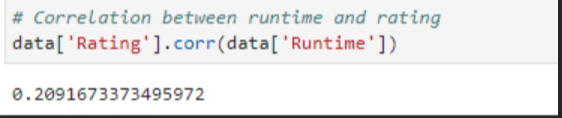 # Correlation between runtime and rating
data['Rating'].corr(data['Runtime'])
0.2091673373495972